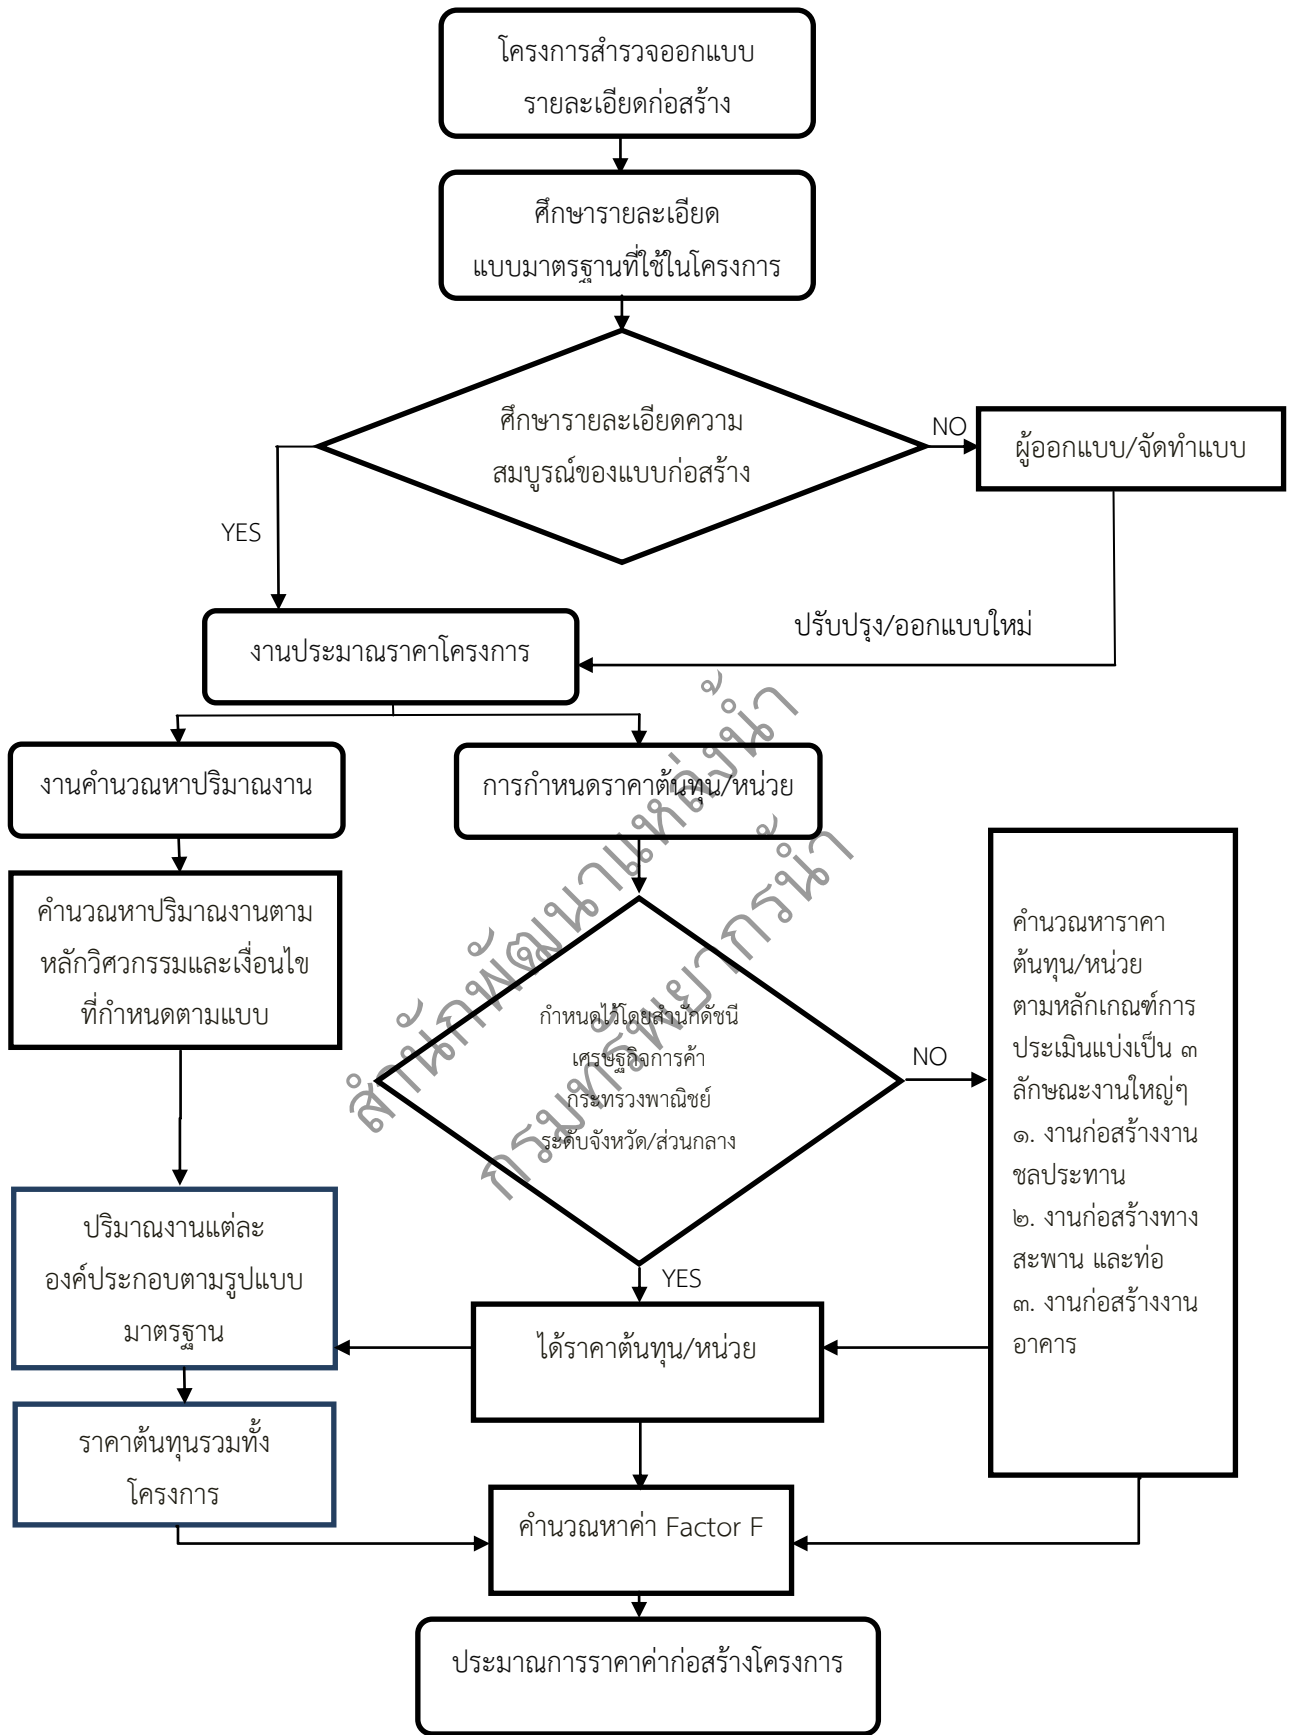 โครงการสำรวจออกแบบ
รายละเอียดก่อสร้าง
ศึกษารายละเอียด
แบบมาตรฐานที่ใช้ในโครงการ
ศึกษารายละเอียดความ
สมบูรณ์ของแบบก่อสร้าง
NO
ผู้ออกแบบ/จัดทำแบบ
YES
ปรับปรุง/ออกแบบใหม่
งานประมาณราคาโครงการ
งานคำนวณหาปริมาณงาน
การกำหนดราคาต้นทุน/หน่วย
คำนวณหาปริมาณงานตาม
หลักวิศวกรรมและเงื่อนไข
ที่กำหนดตามแบบ
กำหนดไว้โดยสำนักดัชนี
เศรษฐกิจการค้า
กระทรวงพาณิชย์
ระดับจังหวัด/ส่วนกลาง
NO
คำนวณหาราคา
ต้นทุน/หน่วย
ตามหลักเกณฑ์การ
ประเมินแบ่งเป็น ๓
ลักษณะงานใหญ่ๆ
๑. งานก่อสร้างงาน
ชลประทาน
๒. งานก่อสร้างทาง
สะพาน และท่อ
๓. งานก่อสร้างงาน
อาคาร
YES
ปริมาณงานแต่ละ
องค์ประกอบตามรูปแบบ
มาตรฐาน
ได้ราคาต้นทุน/หน่วย
ราคาต้นทุนรวมทั้ง
โครงการ
คำนวณหาค่า Factor F
ประมาณการราคาค่าก่อสร้างโครงการ
สำนักพัฒนาแหล่งน้ำ
กรมทรัพยากรน้ำ